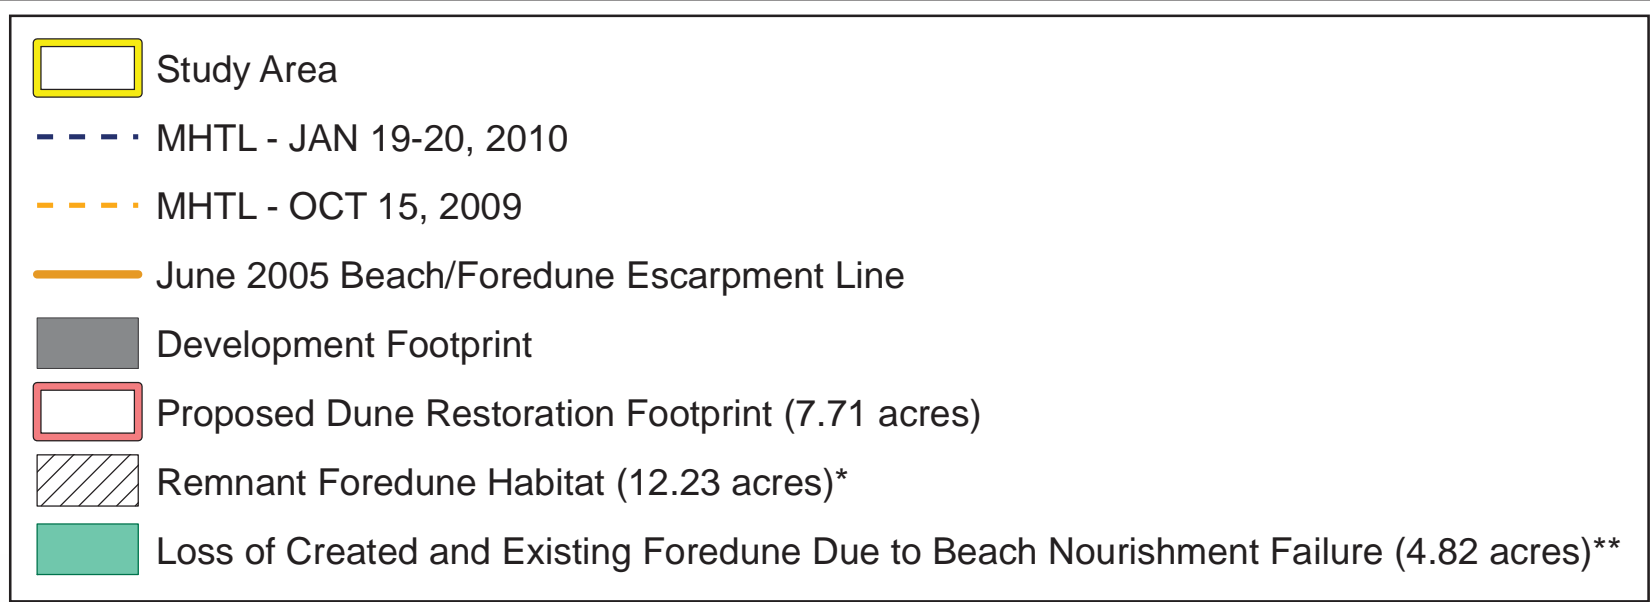 Study Area
MHTL - JAN 19-20, 2010
MHTL - OCT 15, 2009
June 2005 Beach/Foredune Escarpment Line
Development Footprint
Proposed Dune Restoration Footprint (7.71 acres)
Remnant Foredune Habitat (12.23 acres)*
Loss of Created and Existing Foredune Due to Beach Nourishment Failure (4.82 acres)**